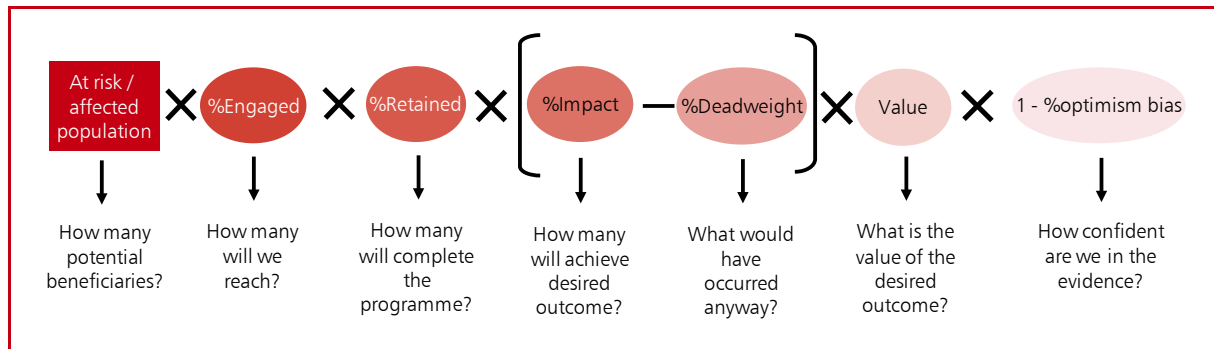 At risk /
affected
population
%Engaged
%Retained
%Impact
%Deadweight
Value
1 - %optimism bias
How many
potential
beneficiaries?
How many
will we
reach?
How many
will complete
the
programme?
How many
will achieve
desired
outcome?
What would
have
occurred
anyway?
What is the
value of the
desired
outcome?
How confident
are we in the
evidence?